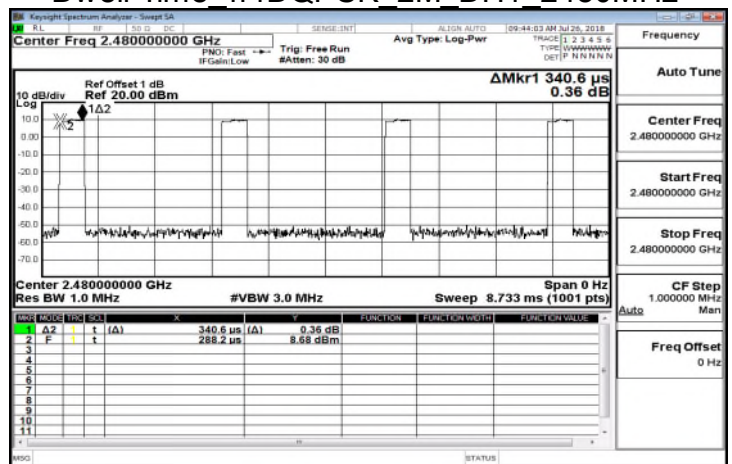 Keysight Spectrum Analyzer - Swept SA
RL RF 50 Ω DC SENSE:INT ALIGN AUTO 09:44:03 AM Jul 26, 2018
Center Freq 2.480000000 GHz
PNO: Fast
IFGain:Low
Trig: Free Run
#Atten: 30 dB
Avg Type: Log-Pwr
TRACE 1 2 3 4 5 6
TYPE WWWWWW
DET P N N N N N
Frequency
Auto Tune
Center Freq
2.480000000 GHz
Start Freq
2.480000000 GHz
Stop Freq
2.480000000 GHz
CF Step
1.000000 MHz
Auto Man
Freq Offset
0 Hz
ΔMkr1 340.6 µs
0.36 dB
Ref Offset 1 dB
10 dB/div Ref 20.00 dBm
Log
1Δ2
2
10.0
0.00
-10.0
-20.0
-30.0
-40.0
-50.0
-60.0
-70.0
Center 2.480000000 GHz Span 0 Hz
Res BW 1.0 MHz #VBW 3.0 MHz Sweep 8.733 ms (1001 pts)
MKR MODE TRC SCL X Y FUNCTION FUNCTION WIDTH FUNCTION VALUE
1 Δ2 1 t (Δ) 340.6 µs (Δ) 0.36 dB
2 F 1 t 288.2 µs 8.68 dBm
3
4
5
6
7
8
9
10
11
MSG STATUS